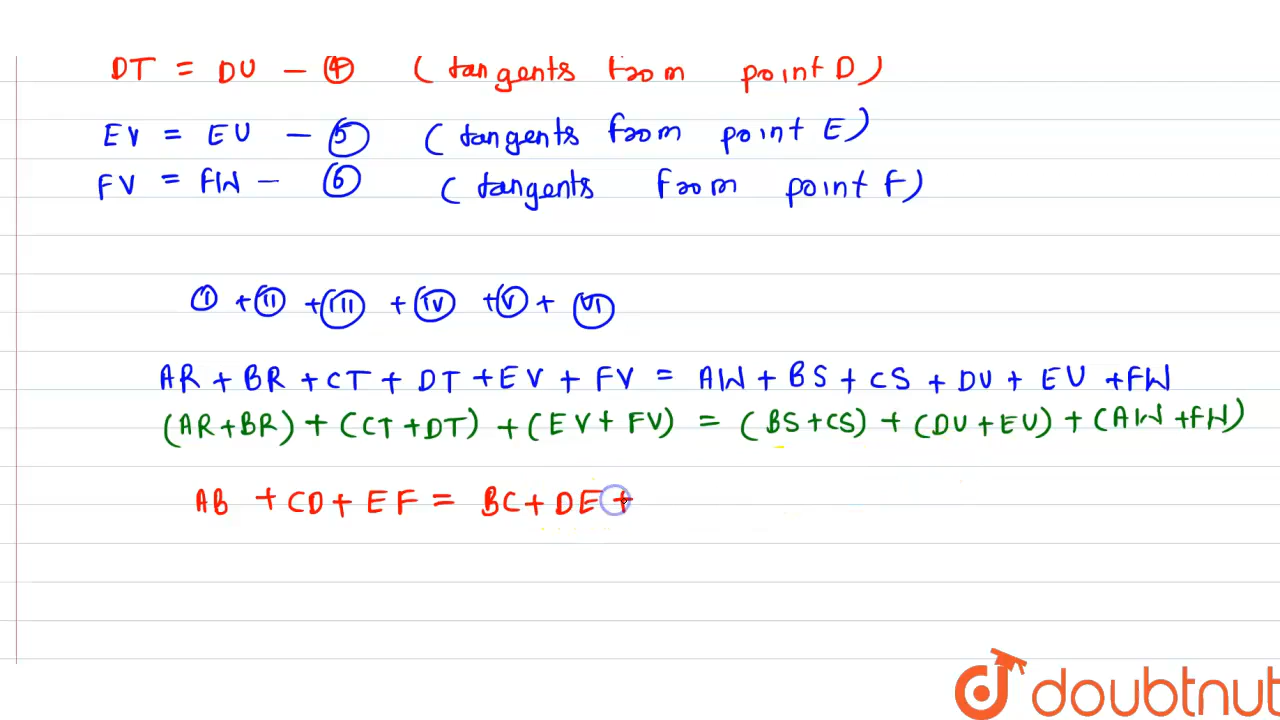 DT = DU - ④ (tangents from point D)
EV = EU - ⑤ (tangents from point E)
FV = FW - ⑥ (tangents from point F)
Ⓘ + Ⓘ Ⓘ + ⅠⅠⅠ + ⅠV + V + VI
AR + BR + CT + DT + EV + FV = AW + BS + CS + DU + EU + FW
(AR + BR) + (CT + DT) + (EV + FV) = (BS + CS) + (DU + EU) + (AW + FW)
AB + CD + EF = BC + DE +
doubtnut